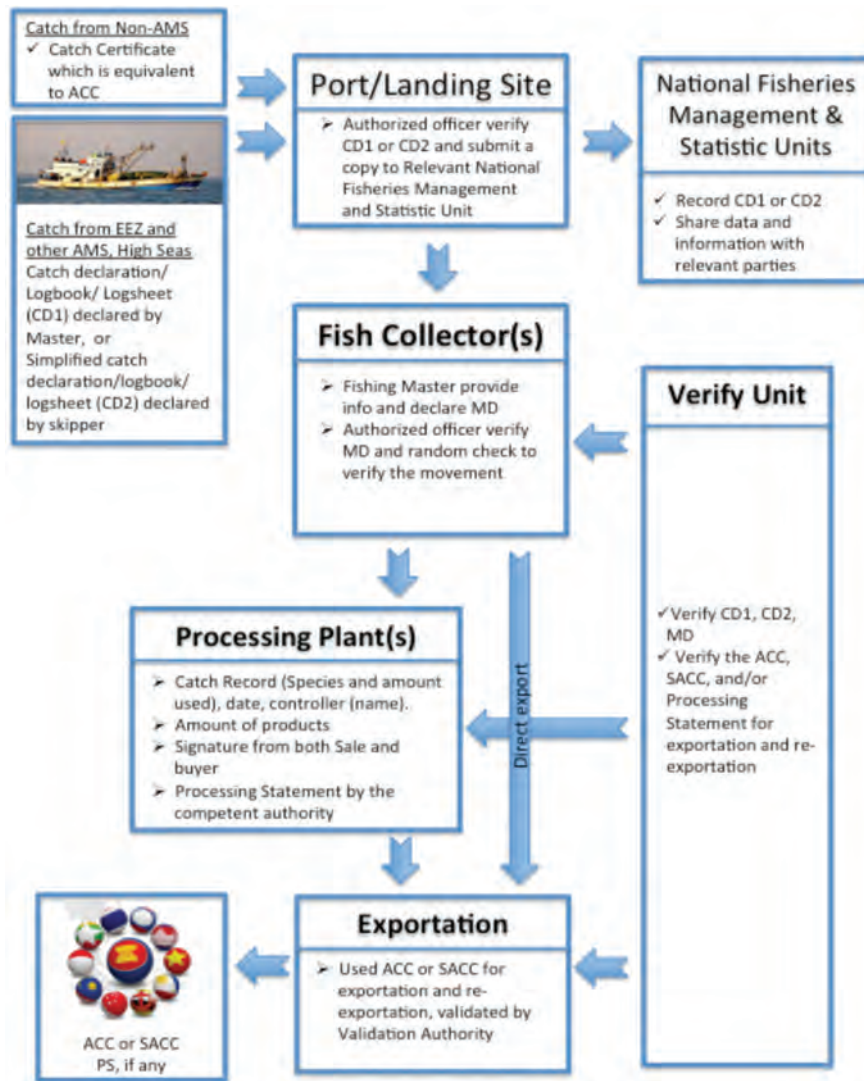 Catch from Non-AMS
✓ Catch Certificate
which is equivalent
to ACC
Catch from EEZ and
other AMS, High Seas
Catch declaration/
Logbook/ Logsheet
(CD1) declared by
Master, or
Simplified catch
declaration/logbook/
logsheet (CD2) declared
by skipper
Port/Landing Site
➢ Authorized officer verify
CD1 or CD2 and submit a
copy to Relevant National
Fisheries Management
and Statistic Unit
National Fisheries
Management &
Statistic Units
✓ Record CD1 or CD2
✓ Share data and
information with
relevant parties
Fish Collector(s)
➢ Fishing Master provide
info and declare MD
➢ Authorized officer verify
MD and random check to
verify the movement
Verify Unit
✓Verify CD1, CD2,
MD
✓ Verify the ACC,
SACC, and/or
Processing
Statement for
exportation and re-
exportation
Processing Plant(s)
➢ Catch Record (Species and amount
used), date, controller (name).
➢ Amount of products
➢ Signature from both Sale and
buyer
➢ Processing Statement by the
competent authority
Direct export
Exportation
➢ Used ACC or SACC for
exportation and re-
exportation, validated by
Validation Authority
ACC or SACC
PS, if any